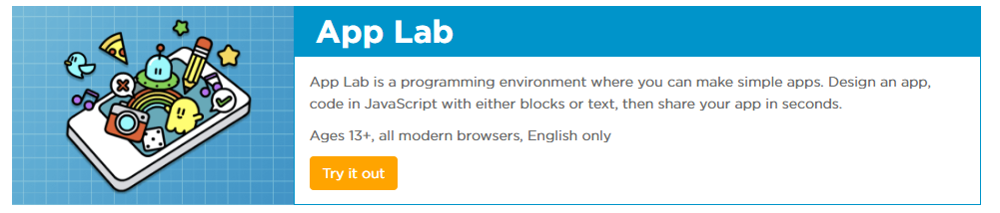 App Lab
App Lab is a programming environment where you can make simple apps. Design an app,
code in JavaScript with either blocks or text, then share your app in seconds.
Ages 13+, all modern browsers, English only
Try it out